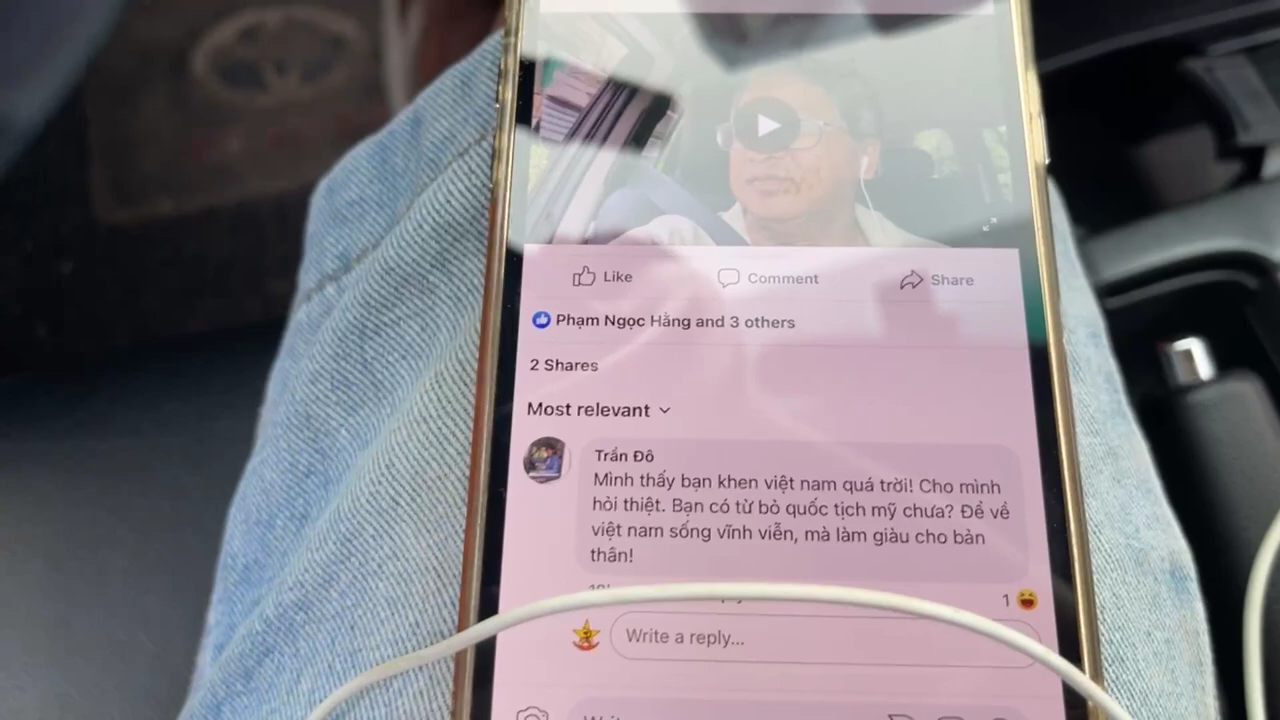 Like
Comment
Share
Phạm Ngọc Hằng and 3 others
2 Shares
Most relevant
Trần Đô
Mình thấy bạn khen việt nam quá trời! Cho mình
hỏi thiệt. Bạn có từ bỏ quốc tịch mỹ chưa? Để về
việt nam sống vĩnh viễn, mà làm giàu cho bản
thân!
1
Write a reply...